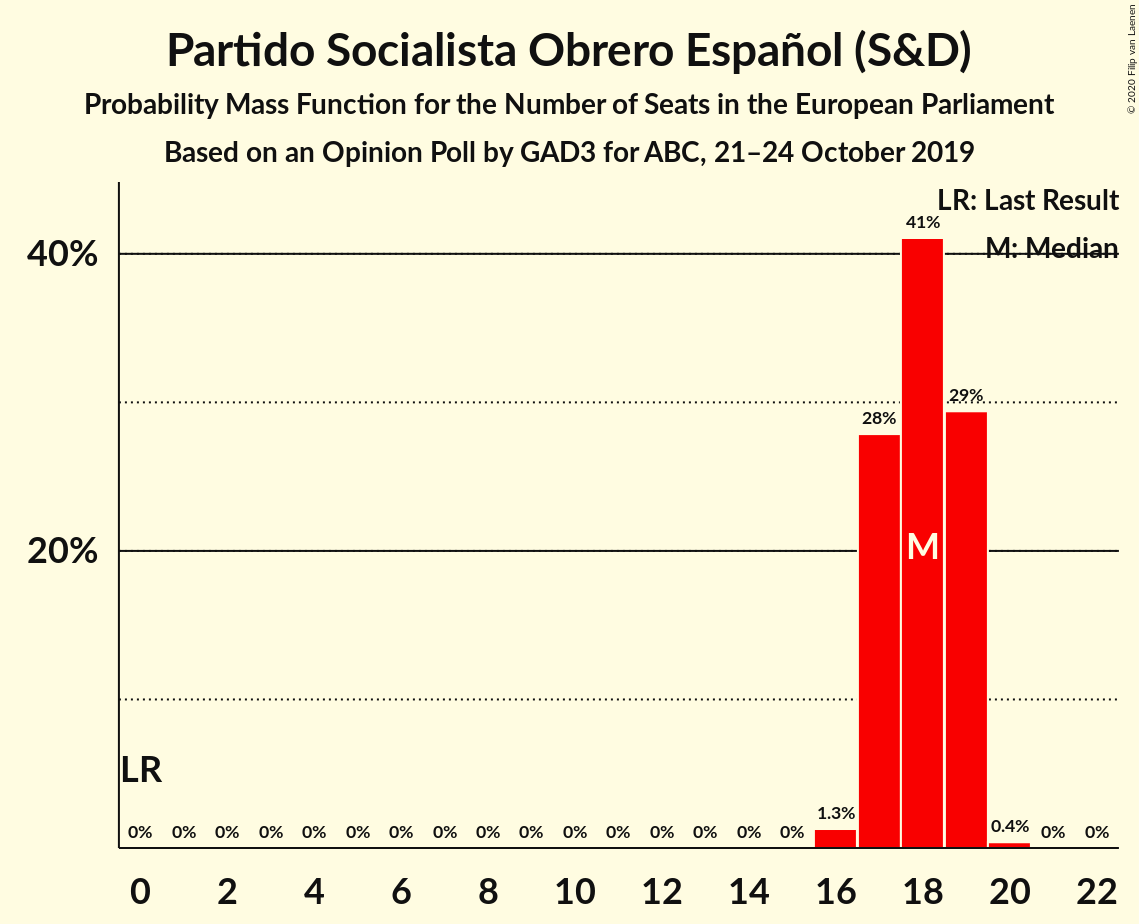 Partido Socialista Obrero Español (S&D)
Probability Mass Function for the Number of Seats in the European Parliament
Based on an Opinion Poll by GAD3 for ABC, 21–24 October 2019
© 2020 Filip van Laenen
LR: Last Result
M: Median
40%
20%
41%
29%
28%
M
LR
1.3%
0.4%
0% 0% 0% 0% 0% 0% 0% 0% 0% 0% 0% 0% 0% 0% 0% 0% 0% 0%
0 2 4 6 8 10 12 14 16 18 20 22